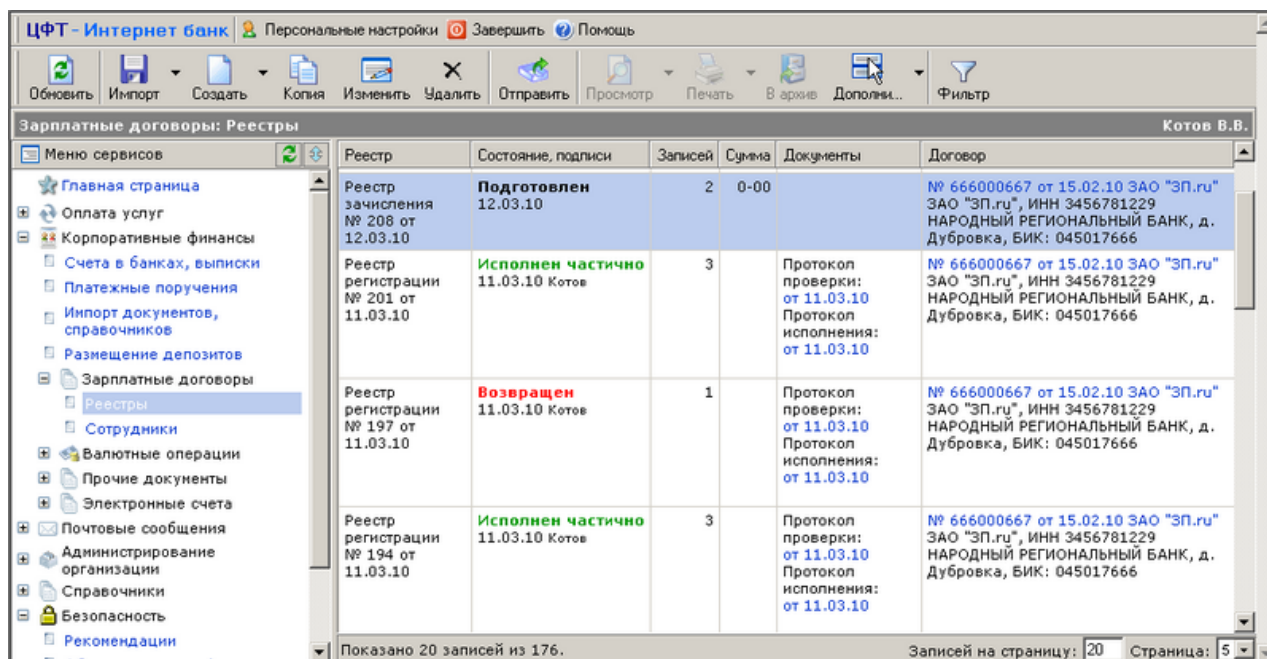 ЦФТ - Интернет банк Персональные настройки Завершить Помощь
Обновить Импорт Создать Копия Изменить Удалить Отправить Просмотр Печать В архив Дополни... Фильтр
Зарплатные договоры: Реестры Котов В.В.
Меню сервисов
Главная страница
Оплата услуг
Корпоративные финансы
Счета в банках, выписки
Платежные поручения
Импорт документов,
справочников
Размещение депозитов
Зарплатные договоры
Реестры
Сотрудники
Валютные операции
Прочие документы
Электронные счета
Почтовые сообщения
Администрирование
организации
Справочники
Безопасность
Рекомендации
Реестр Состояние, подписи Записей Сумма Документы Договор
Реестр Подготовлен 2 0-00 № 666000667 от 15.02.10 ЗАО "ЗП.ru"
зачисления 12.03.10 ЗАО "ЗП.ru", ИНН 3456781229
№ 208 от НАРОДНЫЙ РЕГИОНАЛЬНЫЙ БАНК, д.
12.03.10 Дубровка, БИК: 045017666
Реестр Исполнен частично 3 Протокол № 666000667 от 15.02.10 ЗАО "ЗП.ru"
регистрации 11.03.10 Котов проверки: ЗАО "ЗП.ru", ИНН 3456781229
№ 201 от от 11.03.10 НАРОДНЫЙ РЕГИОНАЛЬНЫЙ БАНК, д.
11.03.10 Протокол Дубровка, БИК: 045017666
исполнения:
от 11.03.10
Реестр Возвращен 1 Протокол № 666000667 от 15.02.10 ЗАО "ЗП.ru"
регистрации 11.03.10 Котов проверки: ЗАО "ЗП.ru", ИНН 3456781229
№ 197 от от 11.03.10 НАРОДНЫЙ РЕГИОНАЛЬНЫЙ БАНК, д.
11.03.10 Протокол Дубровка, БИК: 045017666
исполнения:
от 11.03.10
Реестр Исполнен частично 3 Протокол № 666000667 от 15.02.10 ЗАО "ЗП.ru"
регистрации 11.03.10 Котов проверки: ЗАО "ЗП.ru", ИНН 3456781229
№ 194 от от 11.03.10 НАРОДНЫЙ РЕГИОНАЛЬНЫЙ БАНК, д.
11.03.10 Протокол Дубровка, БИК: 045017666
исполнения:
от 11.03.10
Показано 20 записей из 176. Записей на страницу: 20 Страница: 5